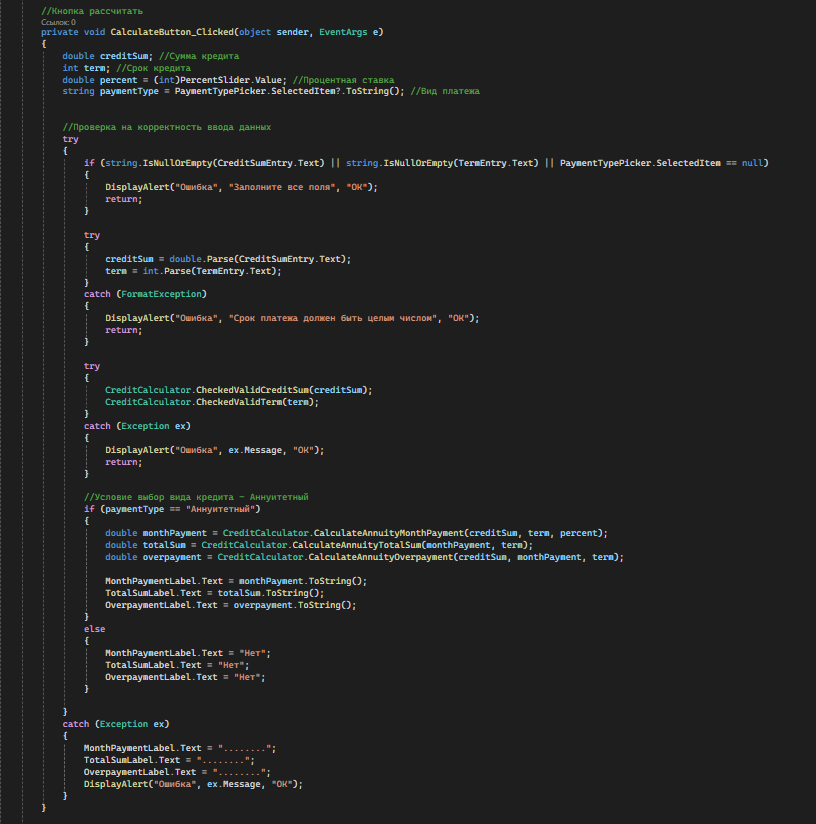 //Кнопка рассчитать
Ссылок: 0
private void CalculateButton_Clicked(object sender, EventArgs e)
{
double creditSum; //Сумма кредита
int term; //Срок кредита
double percent = (int)PercentSlider.Value; //Процентная ставка
string paymentType = PaymentTypePicker.SelectedItem?.ToString(); //Вид платежа
//Проверка на корректность ввода данных
try
{
if (string.IsNullOrEmpty(CreditSumEntry.Text) || string.IsNullOrEmpty(TermEntry.Text) || PaymentTypePicker.SelectedItem == null)
{
DisplayAlert("Ошибка", "Заполните все поля", "ОК");
return;
}
try
{
creditSum = double.Parse(CreditSumEntry.Text);
term = int.Parse(TermEntry.Text);
}
catch (FormatException)
{
DisplayAlert("Ошибка", "Срок платежа должен быть целым числом", "ОК");
return;
}
try
{
CreditCalculator.CheckedValidCreditSum(creditSum);
CreditCalculator.CheckedValidTerm(term);
}
catch (Exception ex)
{
DisplayAlert("Ошибка", ex.Message, "ОК");
return;
}
//Условие выбор вида кредита - Аннуитетный
if (paymentType == "Аннуитетный")
{
double monthPayment = CreditCalculator.CalculateAnnuityMonthPayment(creditSum, term, percent);
double totalSum = CreditCalculator.CalculateAnnuityTotalSum(monthPayment, term);
double overpayment = CreditCalculator.CalculateAnnuityOverpayment(creditSum, monthPayment, term);
MonthPaymentLabel.Text = monthPayment.ToString();
TotalSumLabel.Text = totalSum.ToString();
OverpaymentLabel.Text = overpayment.ToString();
}
else
{
MonthPaymentLabel.Text = "Нет";
TotalSumLabel.Text = "Нет";
OverpaymentLabel.Text = "Нет";
}
}
catch (Exception ex)
{
MonthPaymentLabel.Text = "........";
TotalSumLabel.Text = "........";
OverpaymentLabel.Text = "........";
DisplayAlert("Ошибка", ex.Message, "ОК");
}
}